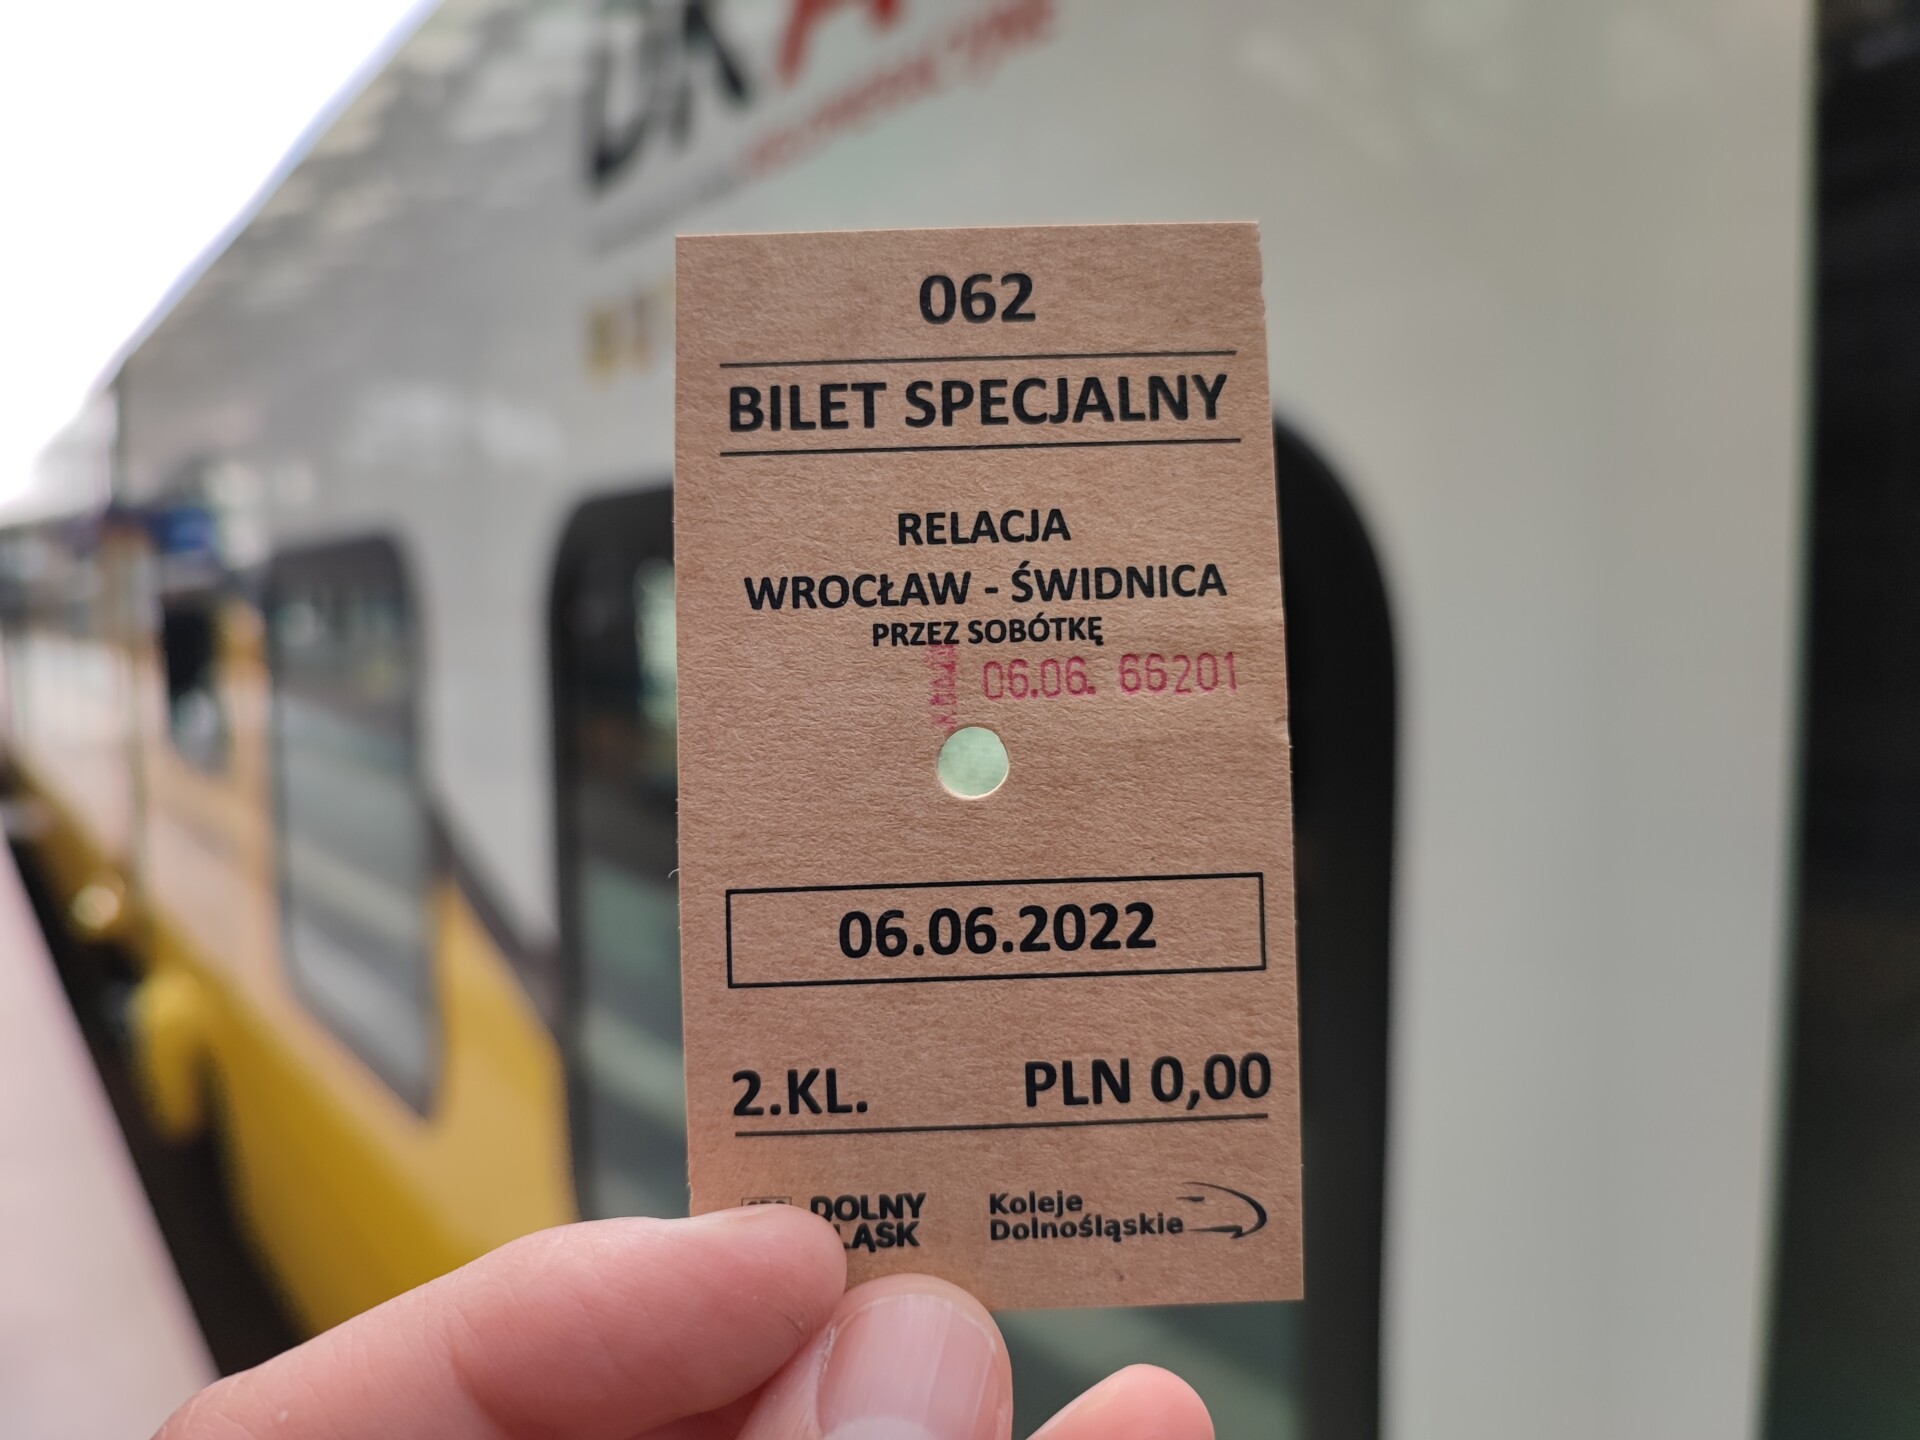 062
BILET SPECJALNY
RELACJA
WROCŁAW - ŚWIDNICA
PRZEZ SOBÓTKĘ
06.06. 66201
06.06.2022
2.KL. PLN 0,00
DOLNY
Koleje
Dolnośląskie